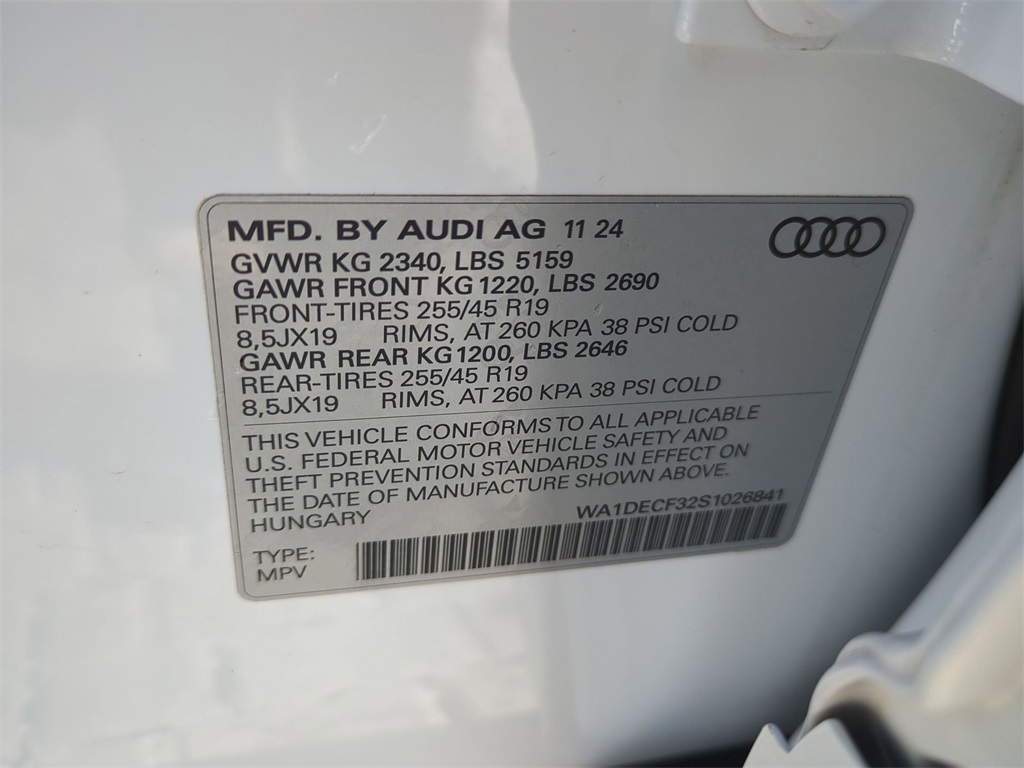 MFD. BY AUDI AG 11 24
GVWR KG 2340, LBS 5159
GAWR FRONT KG 1220, LBS 2690
FRONT-TIRES 255/45 R19
8,5JX19 RIMS, AT 260 KPA 38 PSI COLD
GAWR REAR KG 1200, LBS 2646
REAR-TIRES 255/45 R19
8,5JX19 RIMS, AT 260 KPA 38 PSI COLD
THIS VEHICLE CONFORMS TO ALL APPLICABLE
U.S. FEDERAL MOTOR VEHICLE SAFETY AND
THEFT PREVENTION STANDARDS IN EFFECT ON
THE DATE OF MANUFACTURE SHOWN ABOVE.
HUNGARY
WA1DECF32S1026841
TYPE:
MPV